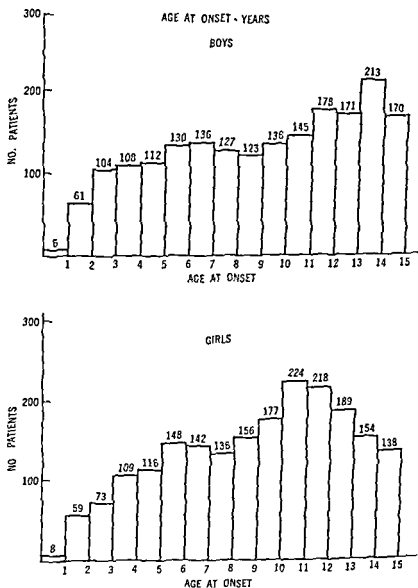 AGE AT ONSET - YEARS
BOYS
300
200
100
NO. PATIENTS
6 61 104 108 112 130 136 127 123 136 145 178 171 213 170
1 2 3 4 5 6 7 8 9 10 11 12 13 14 15
AGE AT ONSET
GIRLS
300
200
100
NO PATIENTS
8 59 73 109 116 148 142 136 156 177 224 218 189 154 138
1 2 3 4 5 6 7 8 9 10 11 12 13 14 15
AGE AT ONSET